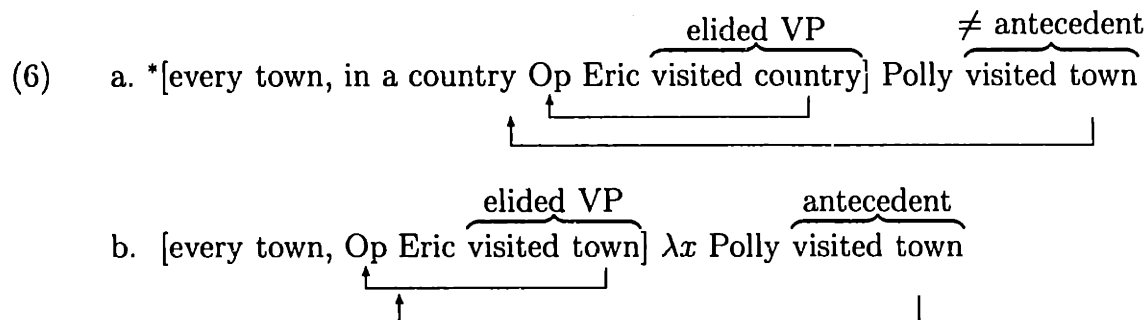 elided VP ≠ antecedent
(6) a. *[every town, in a country Op Eric visited country] Polly visited town
elided VP antecedent
b. [every town, Op Eric visited town] λx Polly visited town